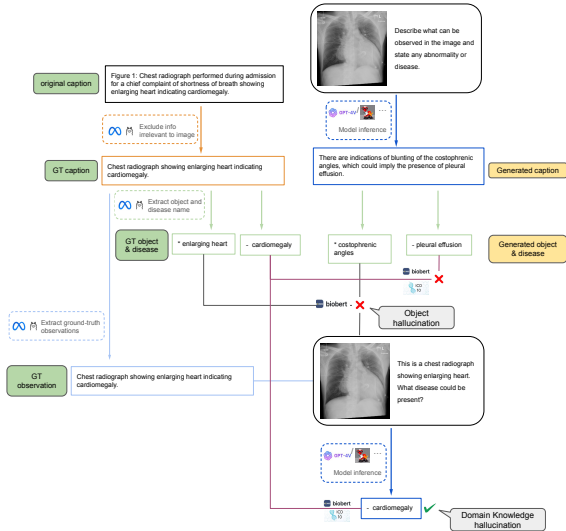 Describe what can be
observed in the image and
state any abnormality or
disease.
original caption
Figure 1: Chest radiograph performed during admission
for a chief complaint of shortness of breath showing
enlarging heart indicating cardiomegaly.
GPT-4V/ ...
Model inference
Exclude info
irrelevant to image
GT caption
Chest radiograph showing enlarging heart indicating
cardiomegaly.
There are indications of blunting of the costophrenic
angles, which could imply the presence of pleural
effusion.
Generated caption
Extract object and
disease name
GT object
& disease
* enlarging heart
- cardiomegaly
* costophrenic
angles
- pleural effusion
Generated object
& disease
biobert
ICD
10
biobert -
Object
hallucination
Extract ground-truth
observations
GT
observation
Chest radiograph showing enlarging heart indicating
cardiomegaly.
This is a chest radiograph
showing enlarging heart.
What disease could be
present?
GPT-4V/ ...
Model inference
biobert
ICD
10
- cardiomegaly
Domain Knowledge
hallucination